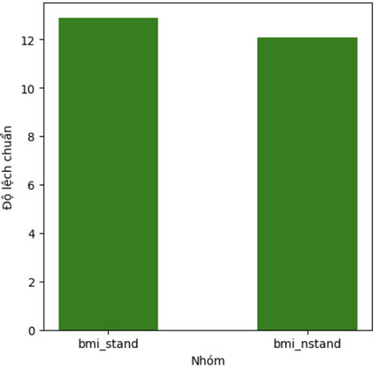 Độ lệch chuẩn
12
10
8
6
4
2
0
bmi_stand bmi_nstand
Nhóm